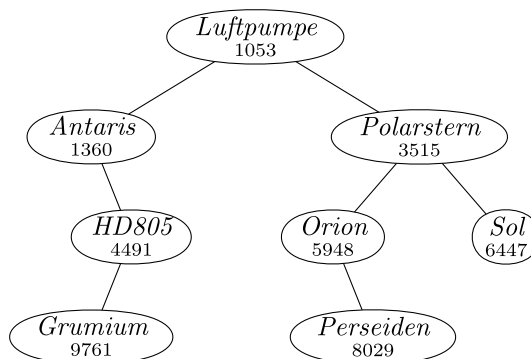 Luftpumpe
1053
Antaris
1360
Polarstern
3515
HD805
4491
Orion
5948
Sol
6447
Grumium
9761
Perseiden
8029